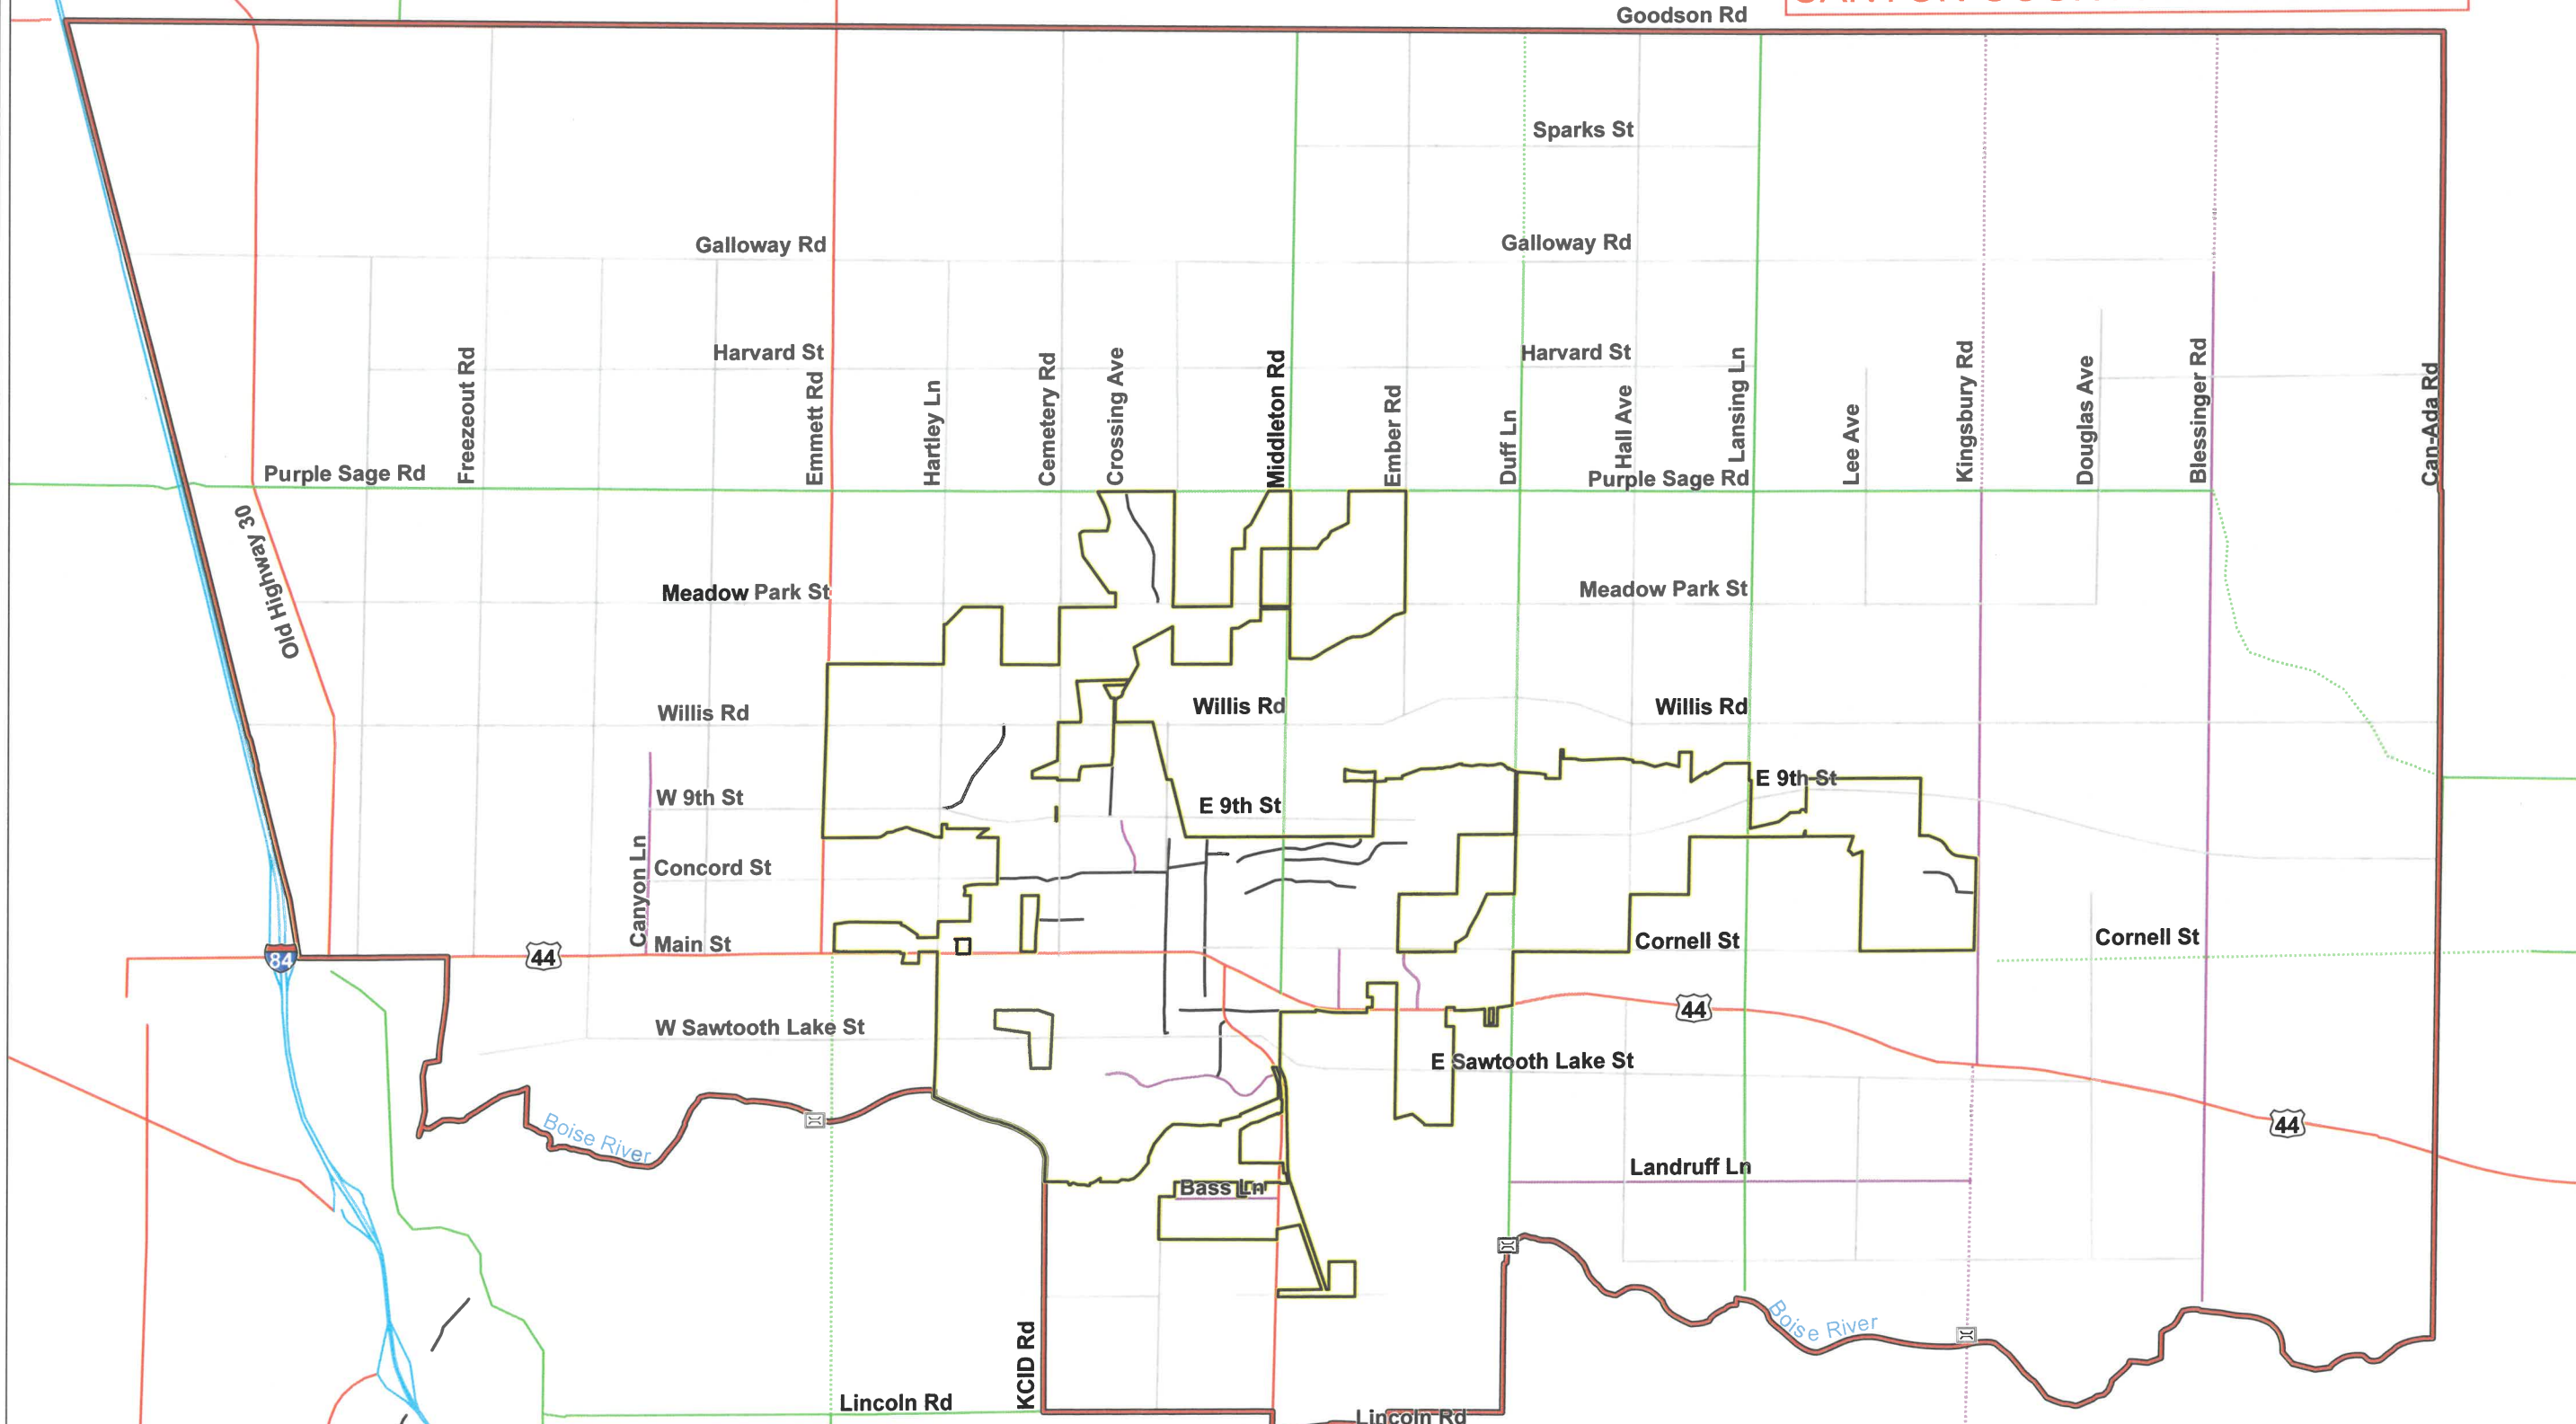 Goodson Rd
Sparks St
Galloway Rd
Galloway Rd
Harvard St
Harvard St
Freezeout Rd
Emmett Rd
Hartley Ln
Cemetery Rd
Crossing Ave
Middleton Rd
Ember Rd
Duff Ln
Hall Ave
Lansing Ln
Lee Ave
Kingsbury Rd
Douglas Ave
Blessinger Rd
Can-Ada Rd
Purple Sage Rd
Purple Sage Rd
Old Highway 30
Meadow Park St
Meadow Park St
Willis Rd
Willis Rd
Willis Rd
W 9th St
E 9th St
E 9th St
Canyon Ln
Concord St
Main St
Cornell St
Cornell St
84
44
44
44
W Sawtooth Lake St
E Sawtooth Lake St
Boise River
Landruff Ln
Bass Ln
Boise River
KCID Rd
Lincoln Rd
Lincoln Rd